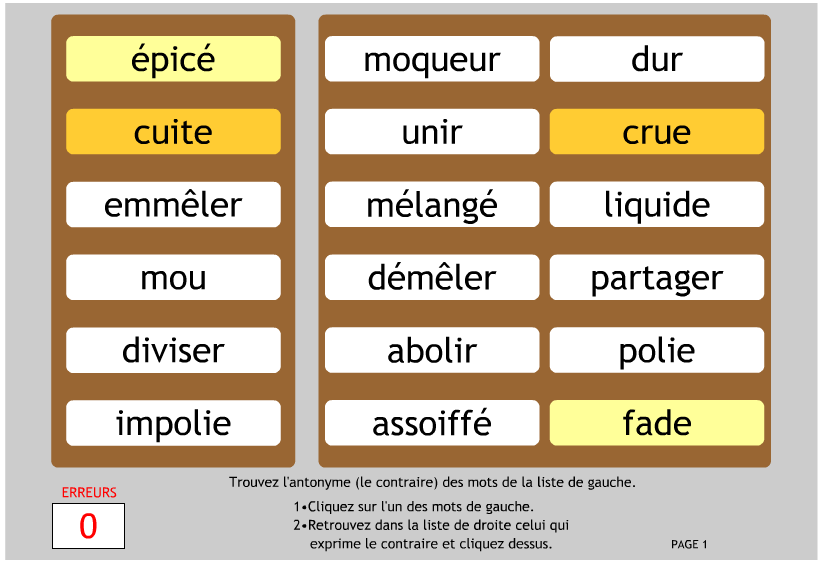 épicé
cuite
emmêler
mou
diviser
impolie
moqueur dur
unir crue
mélangé liquide
démêler partager
abolir polie
assoiffé fade
Trouvez l'antonyme (le contraire) des mots de la liste de gauche.
ERREURS
0
1•Cliquez sur l'un des mots de gauche.
2•Retrouvez dans la liste de droite celui qui
exprime le contraire et cliquez dessus.
PAGE 1